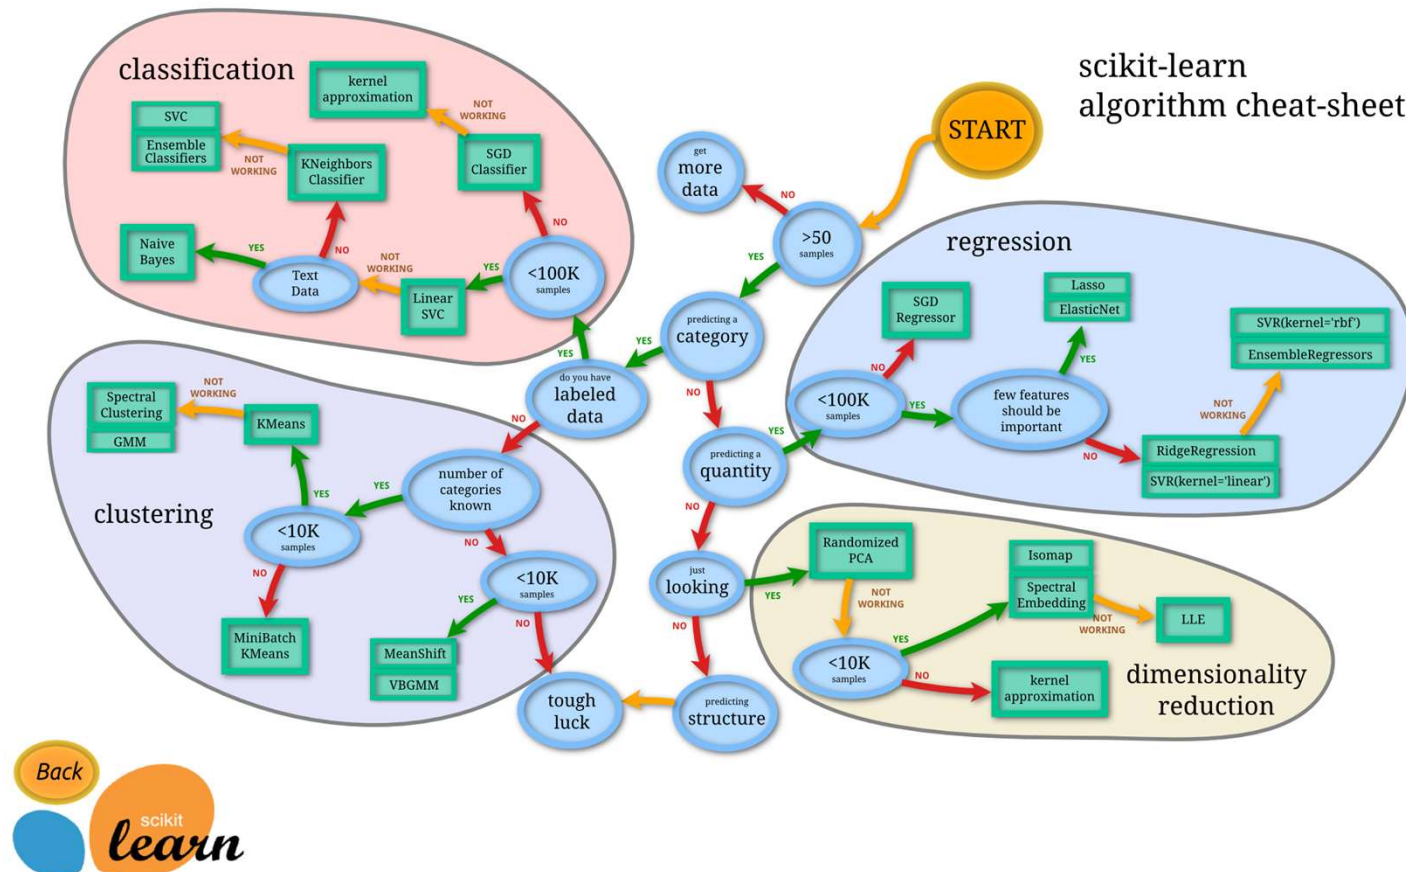 scikit-learn
algorithm cheat-sheet
START
classification
kernel
approximation
NOT
WORKING
SVC
Ensemble
Classifiers
NOT
WORKING
KNeighbors
Classifier
SGD
Classifier
NO
NO
Naive
Bayes
YES
Text
Data
NOT
WORKING
Linear
SVC
YES
<100K
samples
YES
get
more
data
NO
>50
samples
YES
predicting a
category
YES
NO
do you have
labeled
data
NO
predicting a
quantity
YES
NO
just
looking
YES
NO
predicting
structure
tough
luck
regression
SGD
Regressor
NO
<100K
samples
YES
Lasso
ElasticNet
YES
few features
should be
important
NO
SVR(kernel='rbf')
EnsembleRegressors
NOT
WORKING
RidgeRegression
SVR(kernel='linear')
clustering
Spectral
Clustering
GMM
NOT
WORKING
KMeans
YES
<10K
samples
NO
MiniBatch
KMeans
number of
categories
known
YES
NO
<10K
samples
YES
NO
MeanShift
VBGMM
Randomized
PCA
NOT
WORKING
<10K
samples
YES
NO
Isomap
Spectral
Embedding
NOT
WORKING
LLE
kernel
approximation
dimensionality
reduction
Back
scikit
learn